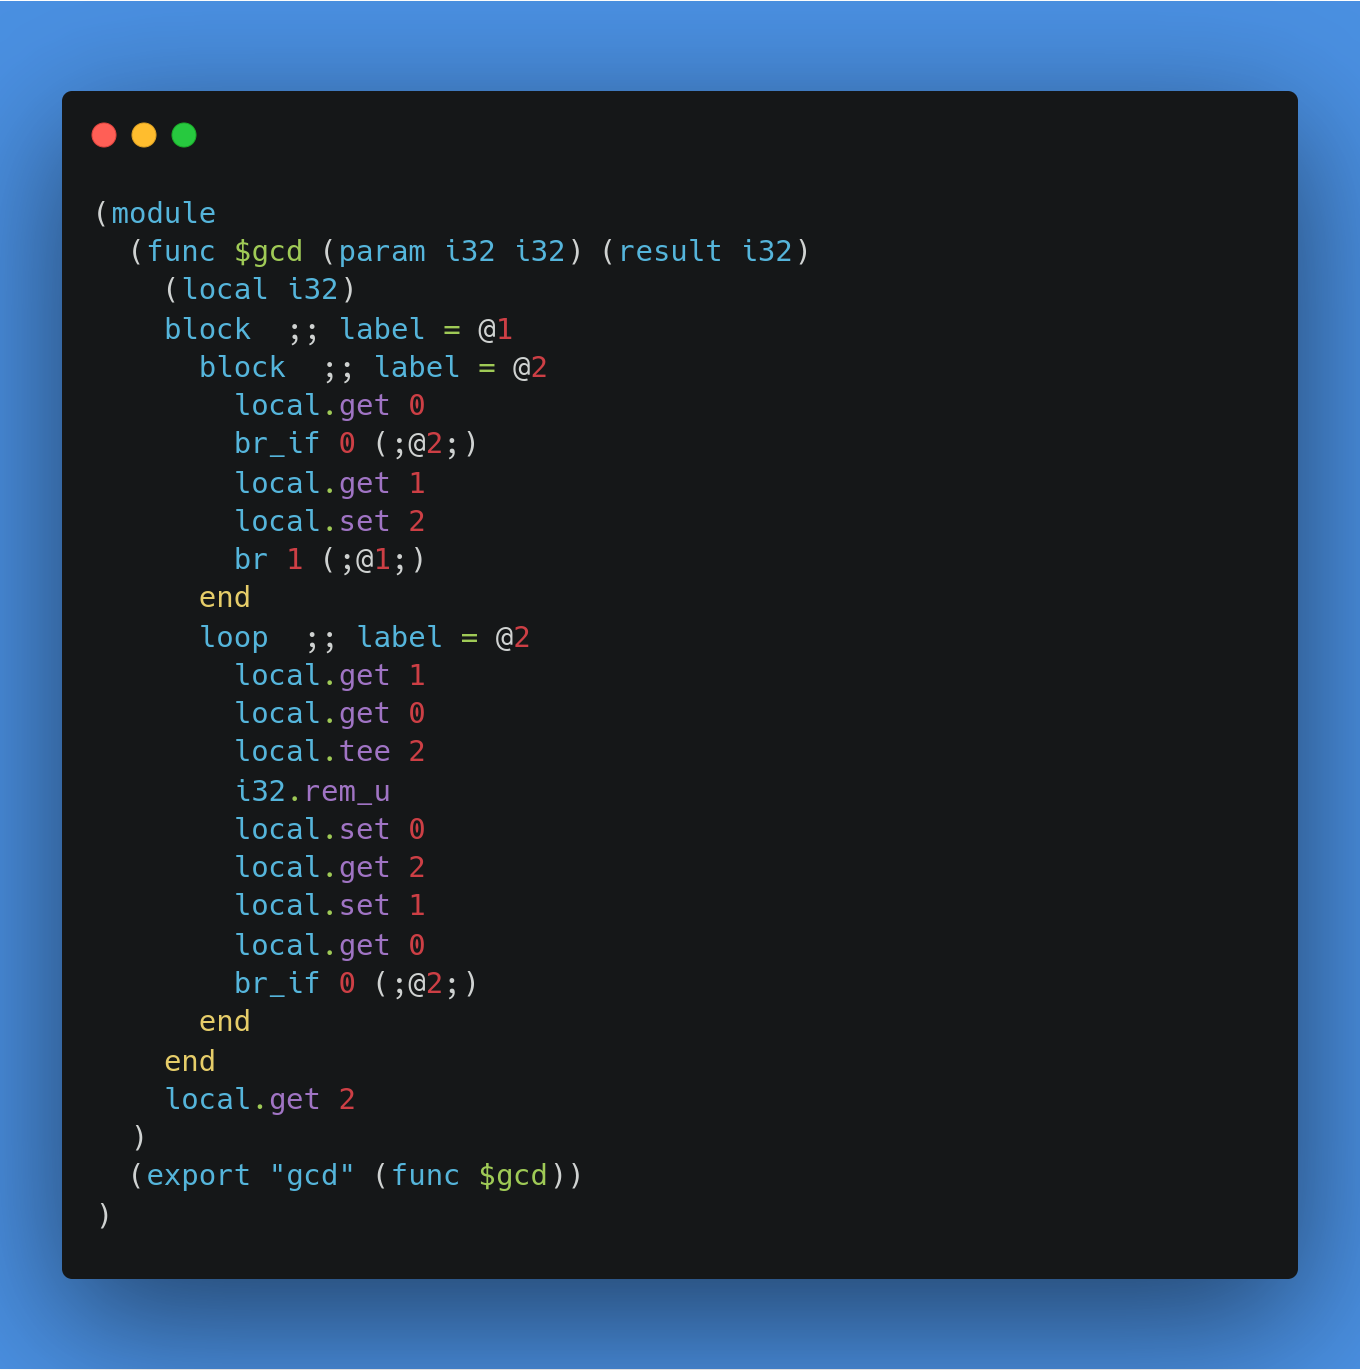 (module
  (func $gcd (param i32 i32) (result i32)
    (local i32)
    block  ;; label = @1
      block  ;; label = @2
        local.get 0
        br_if 0 (;@2;)
        local.get 1
        local.set 2
        br 1 (;@1;)
      end
      loop  ;; label = @2
        local.get 1
        local.get 0
        local.tee 2
        i32.rem_u
        local.set 0
        local.get 2
        local.set 1
        local.get 0
        br_if 0 (;@2;)
      end
    end
    local.get 2
  )
  (export "gcd" (func $gcd))
)